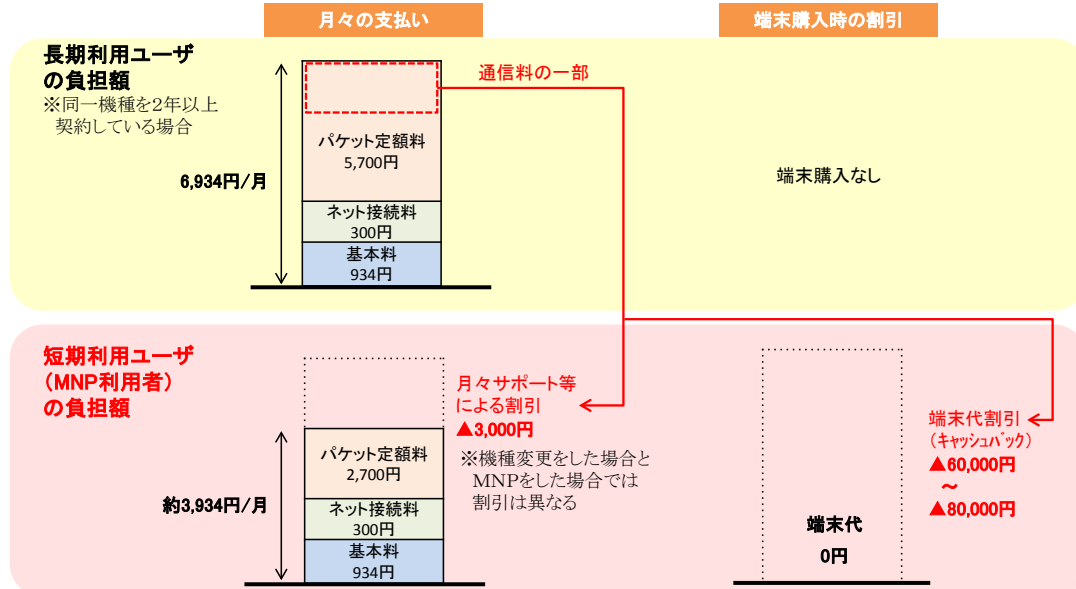 月々の支払い
端末購入時の割引
長期利用ユーザ
の負担額
※同一機種を2年以上
契約している場合
通信料の一部
パケット定額料
5,700円
6,934円/月
ネット接続料
300円
基本料
934円
端末購入なし
短期利用ユーザ
（MNP利用者）
の負担額
月々サポート等
による割引
▲3,000円
※機種変更をした場合と
MNPをした場合では
割引は異なる
パケット定額料
2,700円
約3,934円/月
ネット接続料
300円
基本料
934円
端末代
0円
端末代割引
（キャッシュバック）
▲60,000円
～
▲80,000円